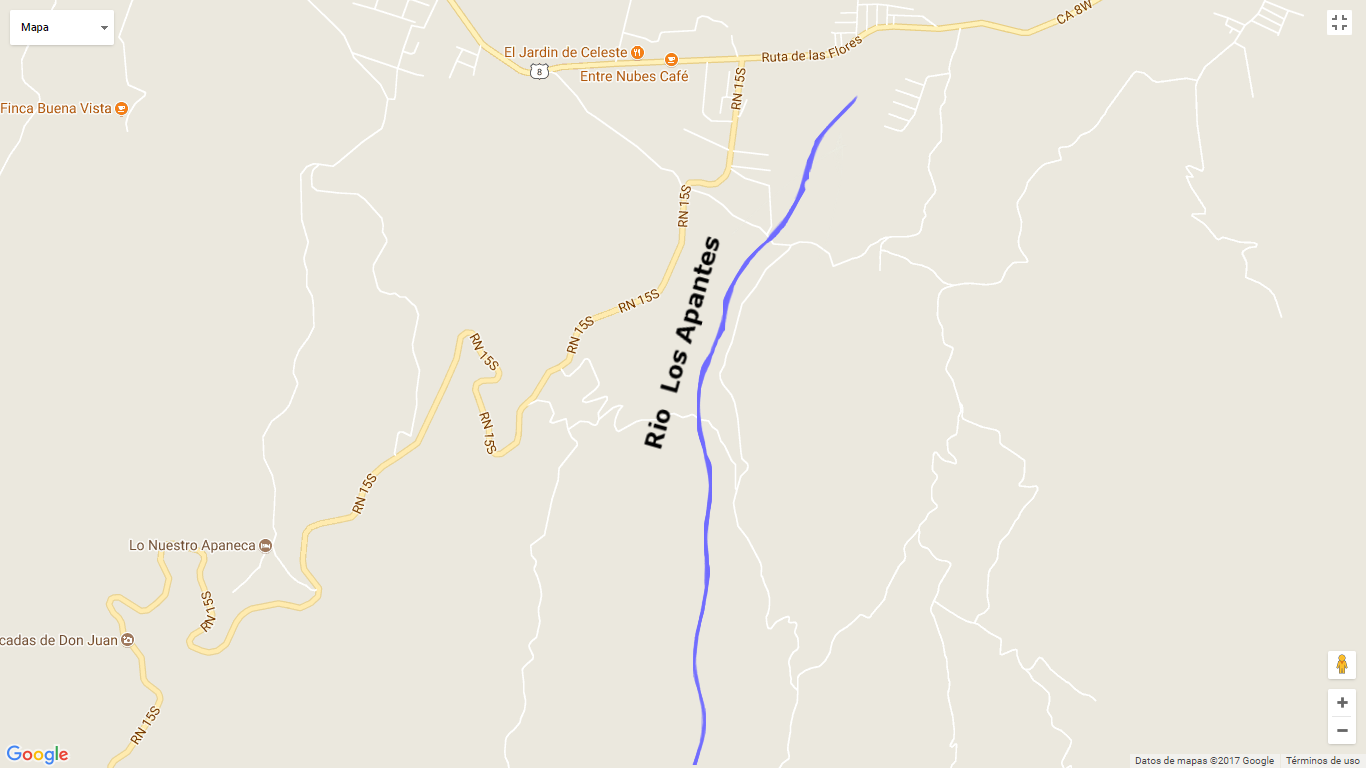 Mapa
CA 8W
Ruta de las Flores
El Jardin de Celeste
8
Entre Nubes Café
RN 15S
Finca Buena Vista
RN 15S
RN 15S
RN 15S
RN 15S
RN 15S
Rio Los Apantes
RN 15S
Lo Nuestro Apaneca
RN 15S
cadas de Don Juan
RN 15S
Google
Datos de mapas ©2017 Google
Términos de uso